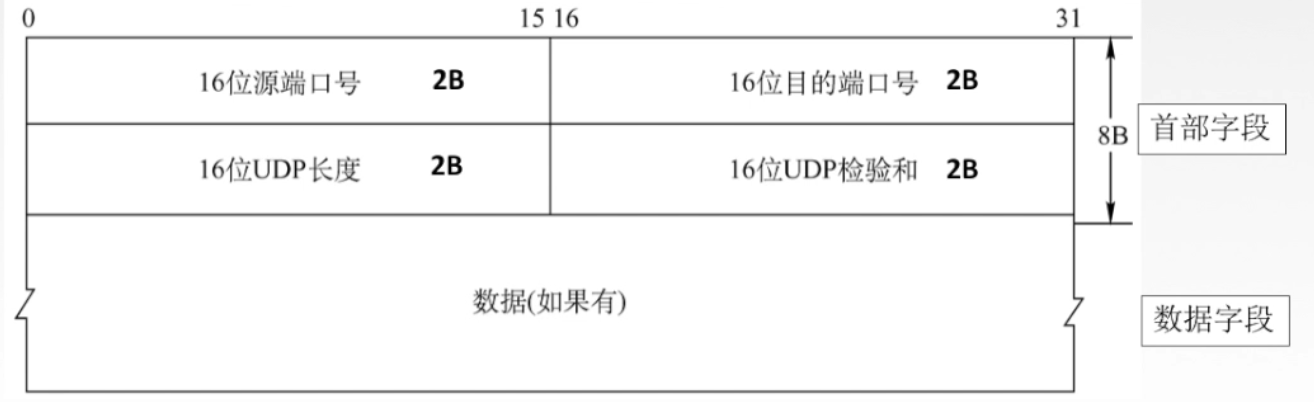 0 15 16 31
16位源端口号 2B 16位目的端口号 2B
8B 首部字段
16位UDP长度 2B 16位UDP检验和 2B
数据(如果有)
数据字段